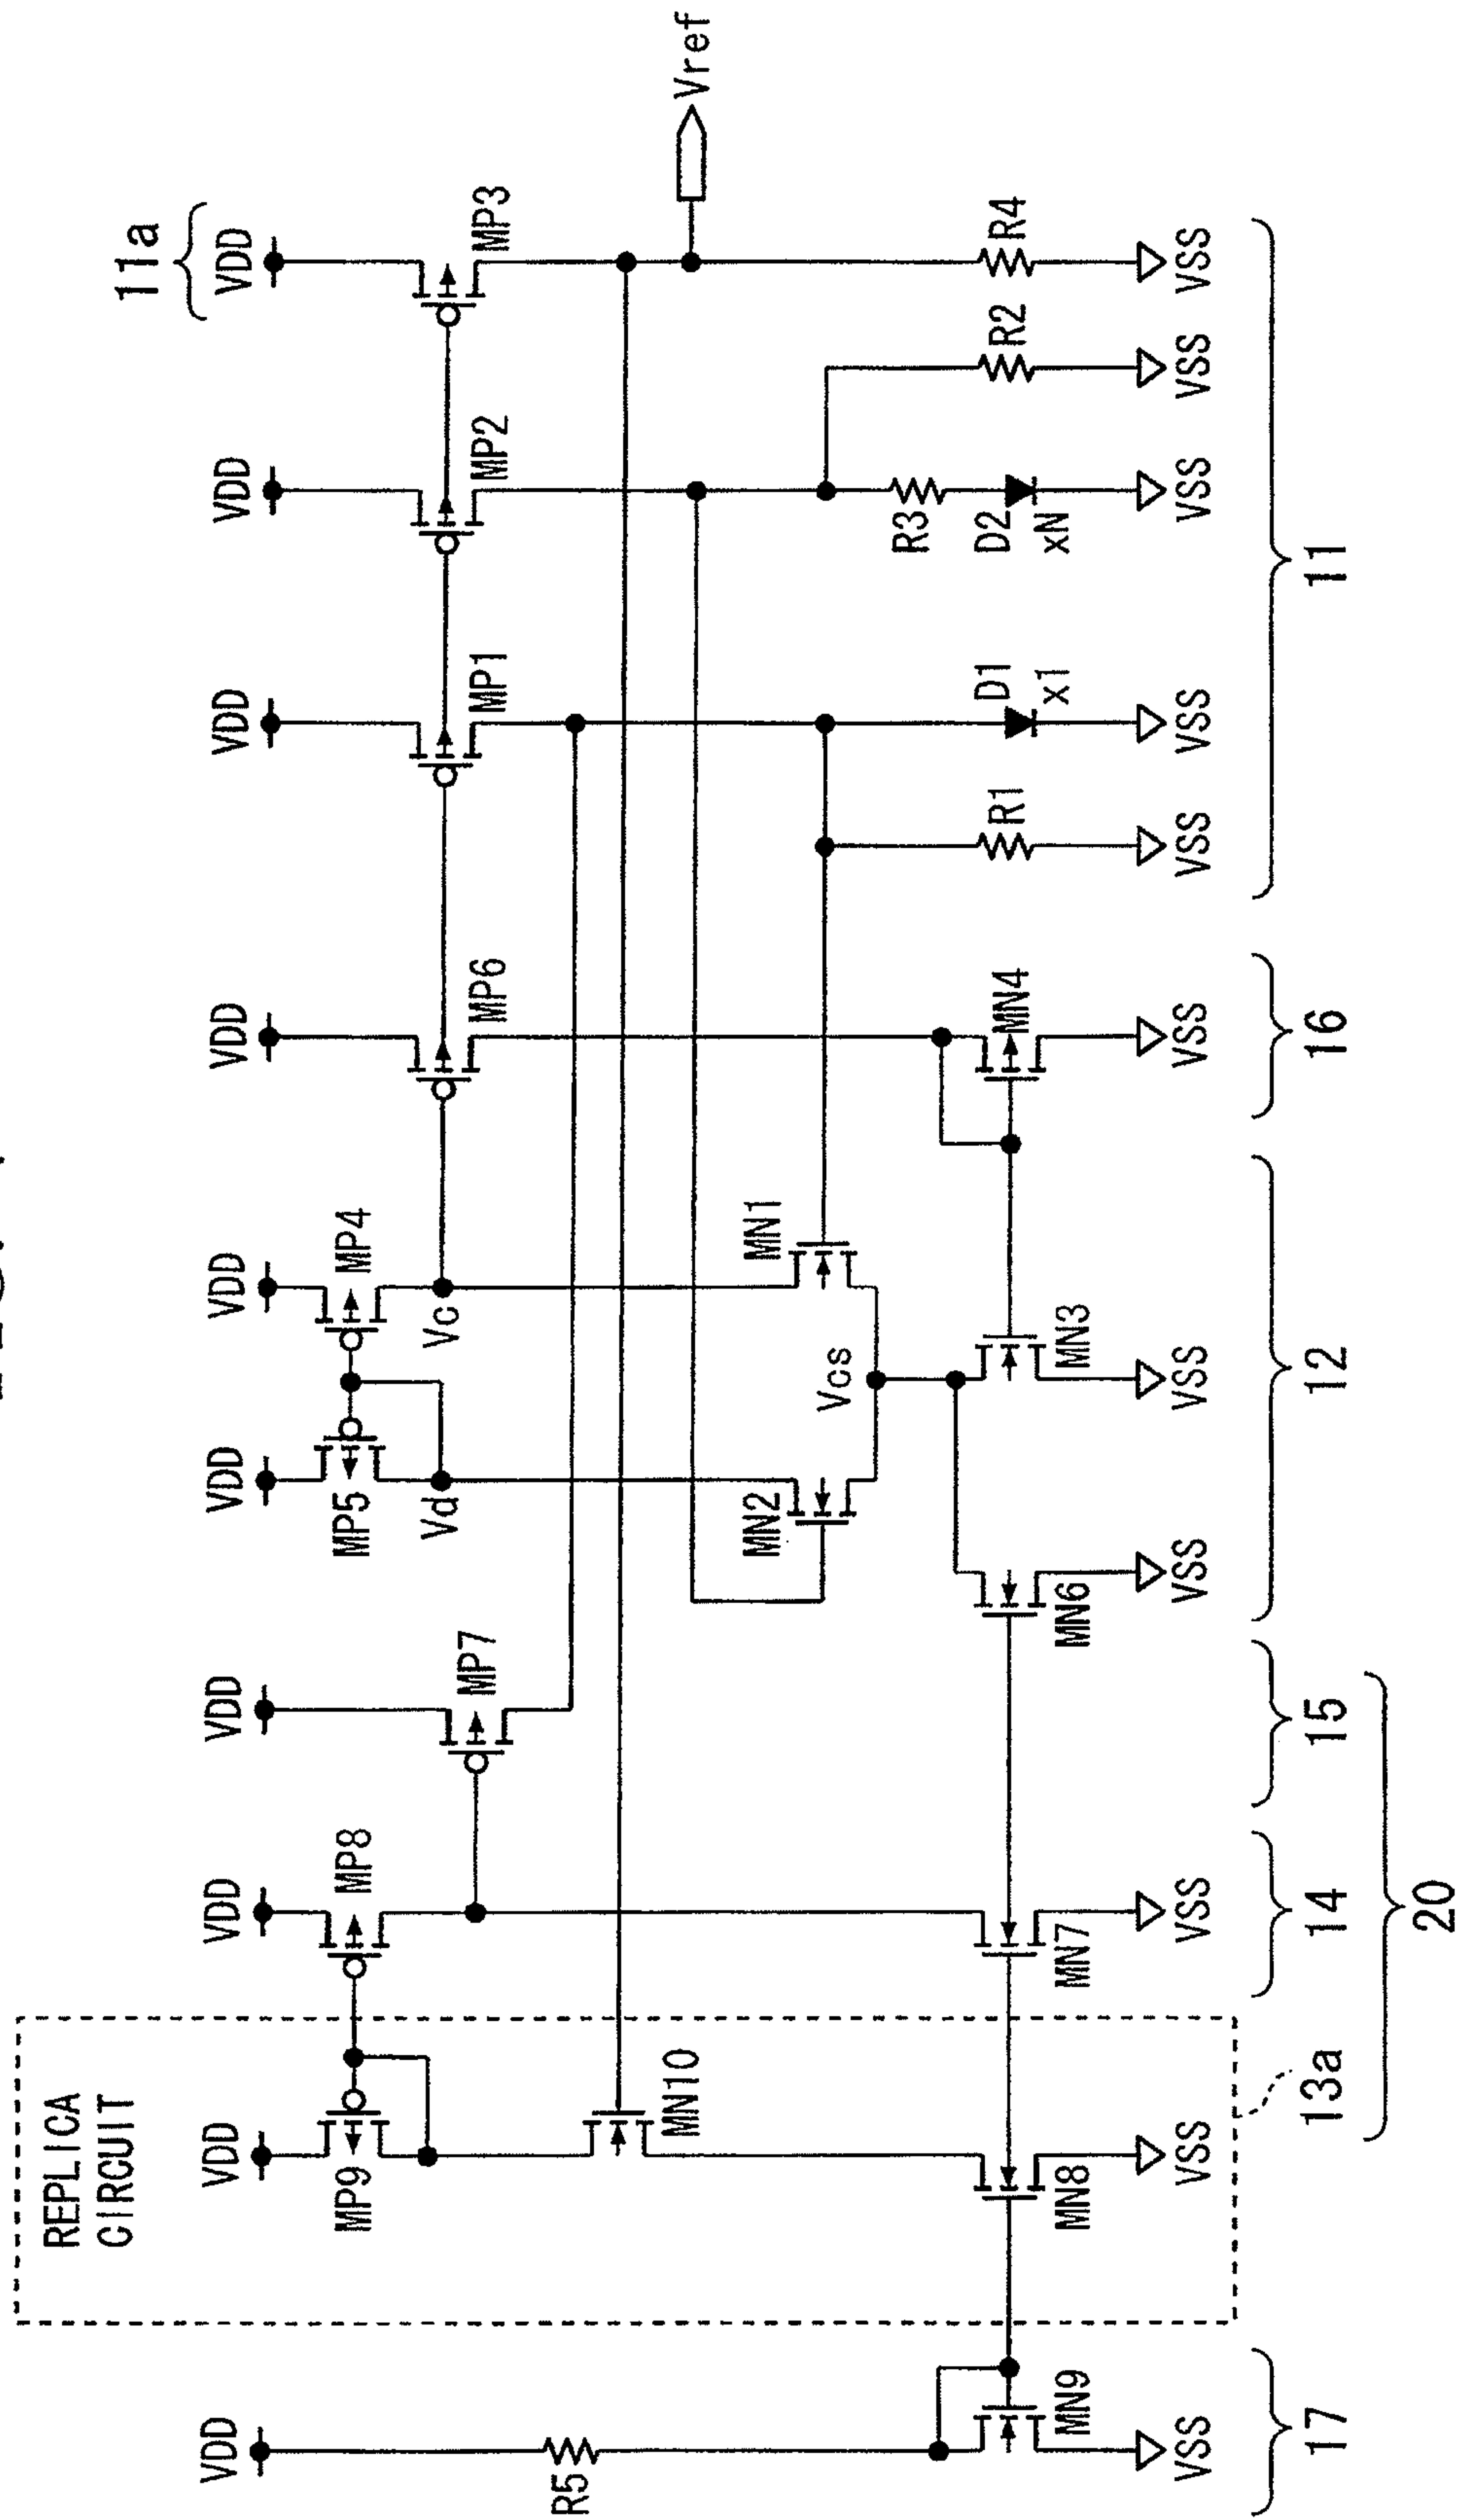 REPLICA
CIRCUIT
11a
VDD VDD VDD VDD VDD VDD VDD VDD VDD VDD
MP9 MP8 MP5 MP4
Vd Vc
MP7 MP6 MP1 MP2 MP3
R5
MN10
Vref
MN2 MN1
Vcs
R3
D2 xN
D1 x1
R1 R2 R4
MN9 MN8 MN7 MN6 MN3 MN4
VSS VSS VSS VSS VSS VSS VSS VSS VSS VSS VSS
17 13a 14 15 12 16 11
20